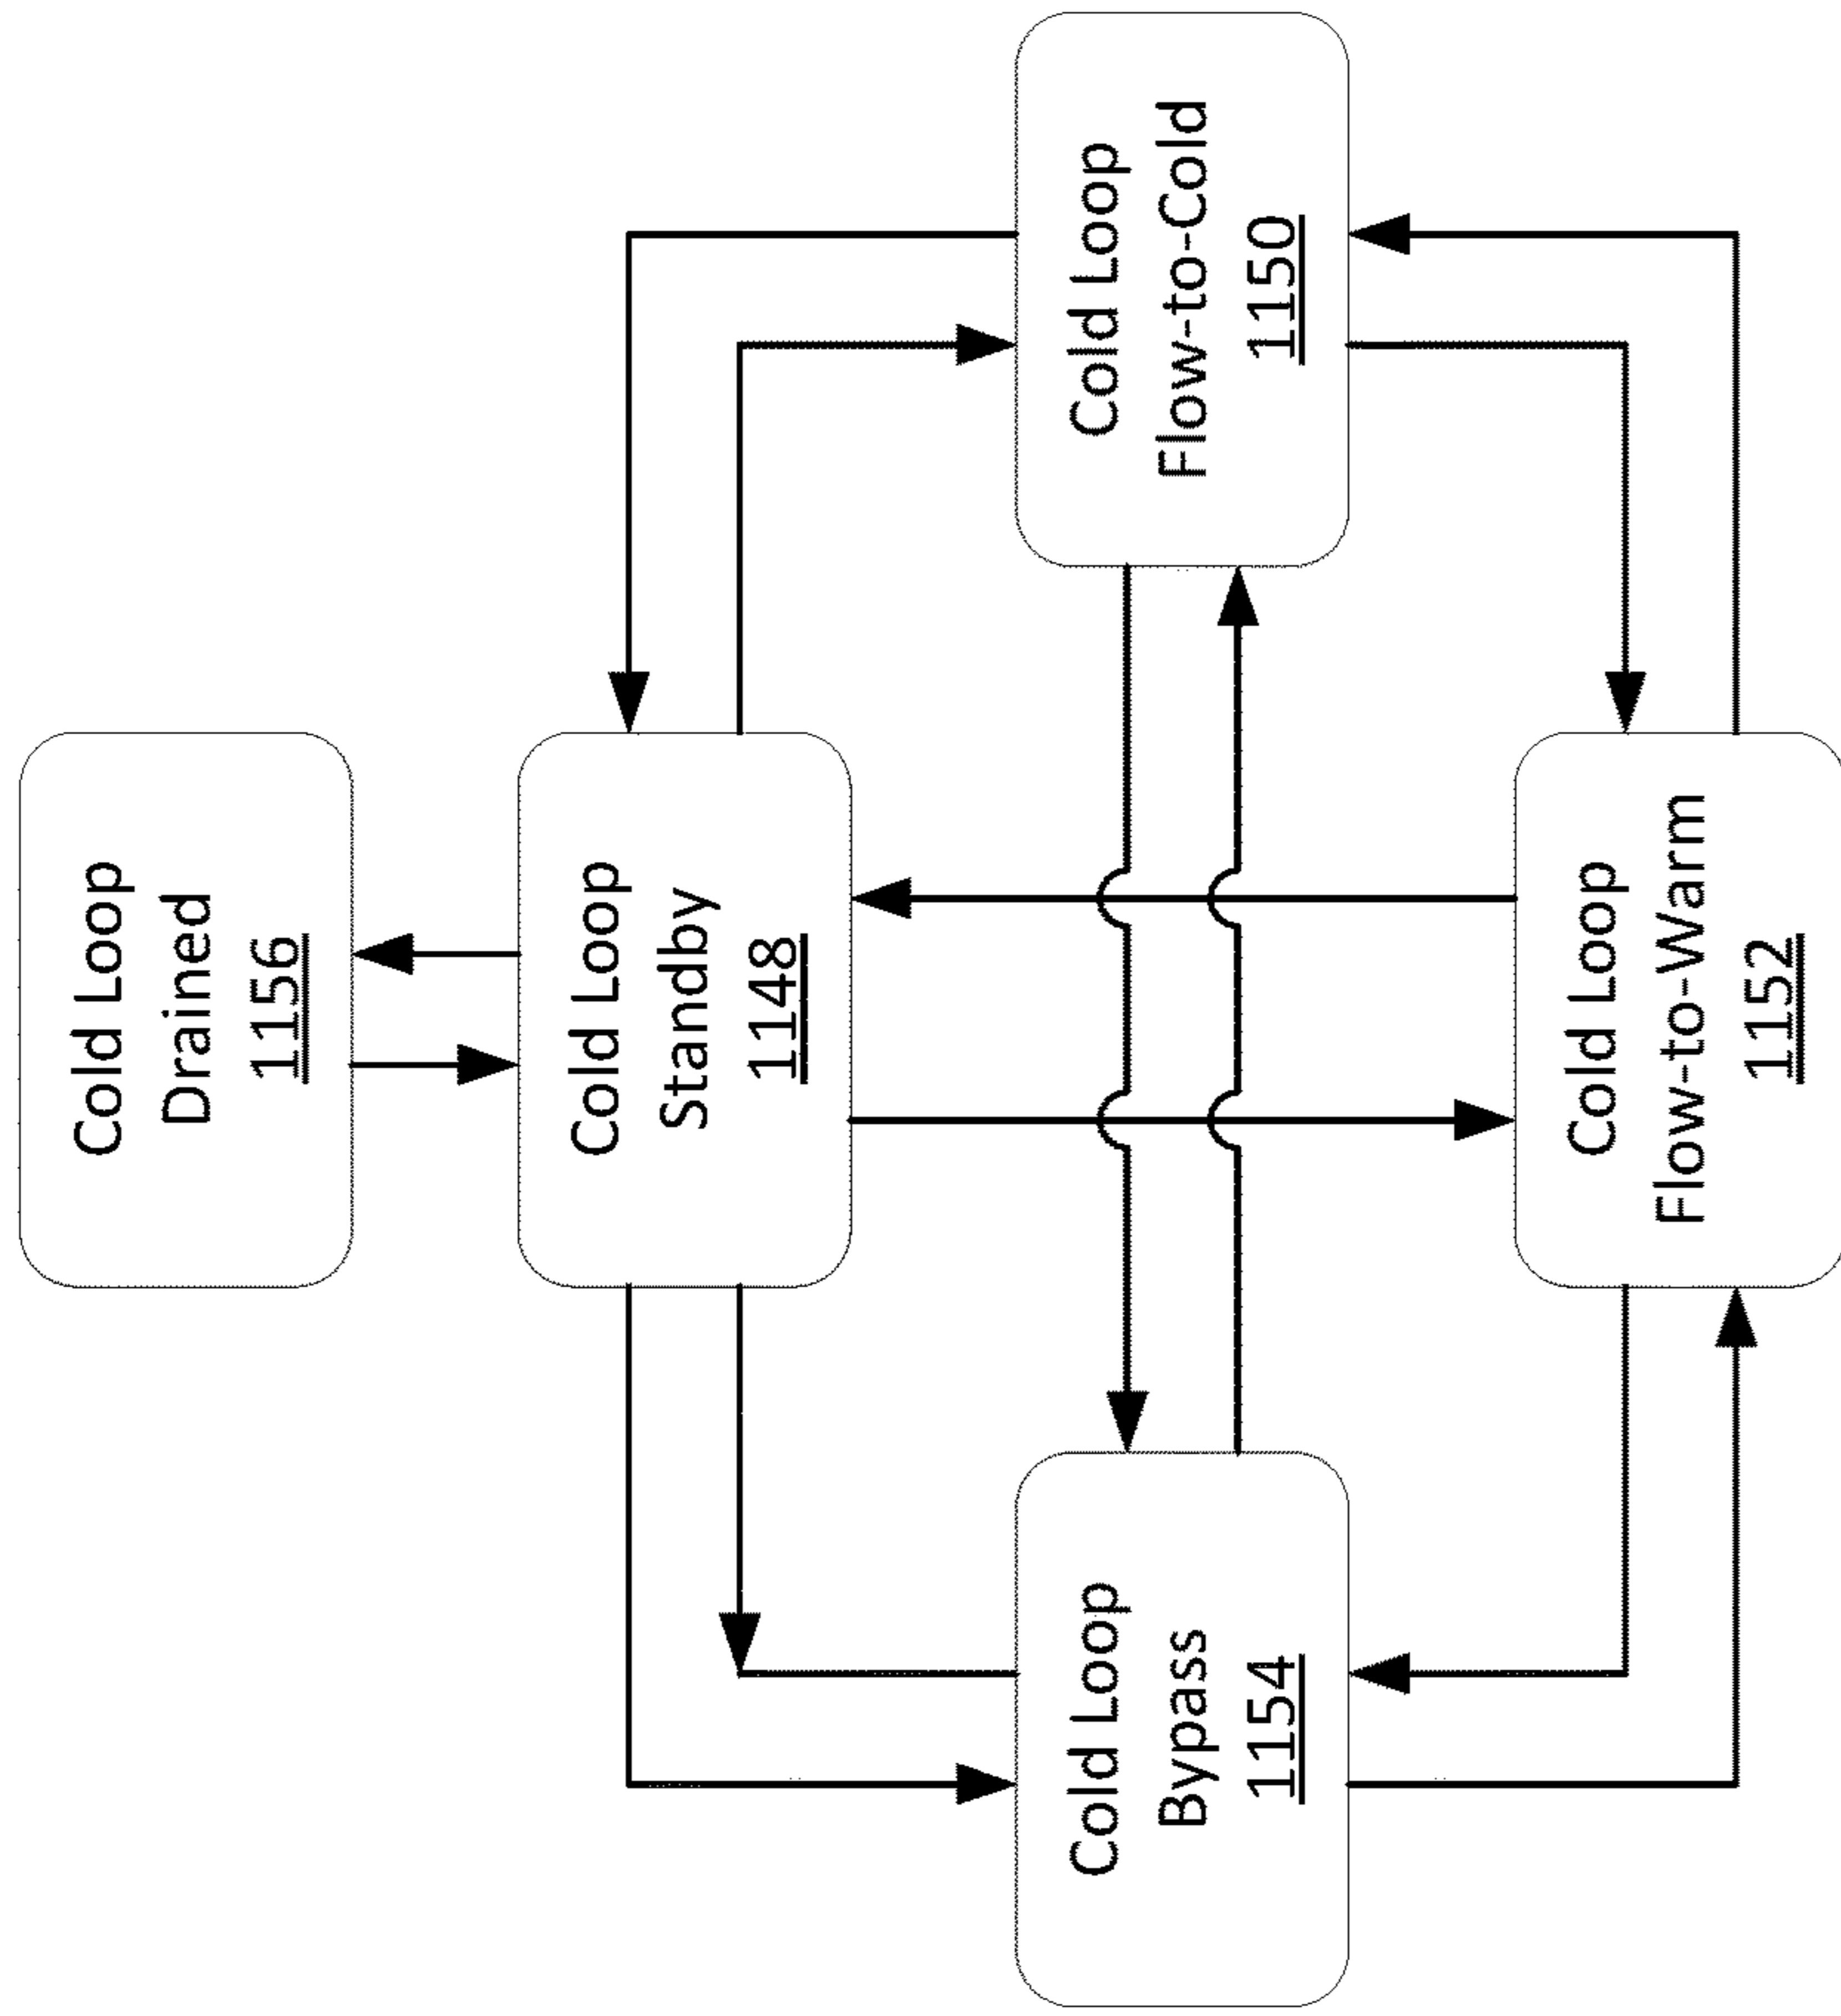 Cold Loop
Drained
1156
Cold Loop
Standby
1148
Cold Loop
Bypass
1154
Cold Loop
Flow-to-Cold
1150
Cold Loop
Flow-to-Warm
1152